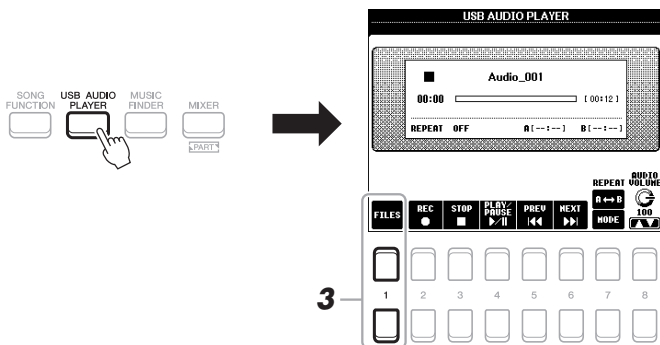 USB AUDIO PLAYER
SONG FUNCTION
USB AUDIO PLAYER
MUSIC FINDER
MIXER
PART
Audio_001
00:00
[ 00:12 ]
REPEAT OFF
A[--:--]
B[--:--]
FILES
REC
STOP
PLAY/PAUSE
PREV
NEXT
REPEAT
A↔B
MODE
AUDIO VOLUME
100
3
1 2 3 4 5 6 7 8